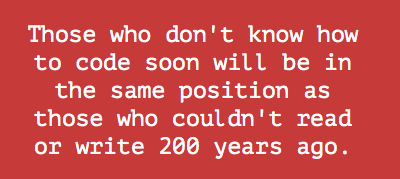 Those who don't know how
to code soon will be in
the same position as
those who couldn't read
or write 200 years ago.